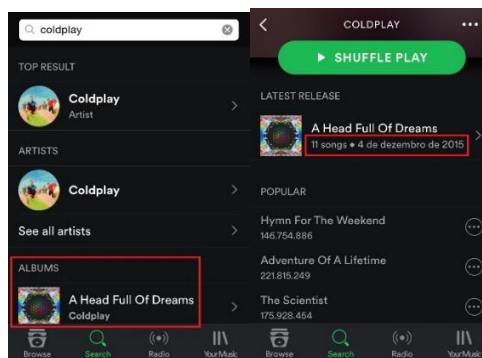 coldplay
TOP RESULT
Coldplay
Artist
ARTISTS
Coldplay
See all artists
ALBUMS
A Head Full Of Dreams
Coldplay
Browse
Search
Radio
Your Music
COLDPLAY
SHUFFLE PLAY
LATEST RELEASE
A Head Full Of Dreams
11 songs • 4 de dezembro de 2015
POPULAR
Hymn For The Weekend
146.754.886
Adventure Of A Lifetime
221.815.249
The Scientist
175.928.454
Browse
Search
Radio
Your Music